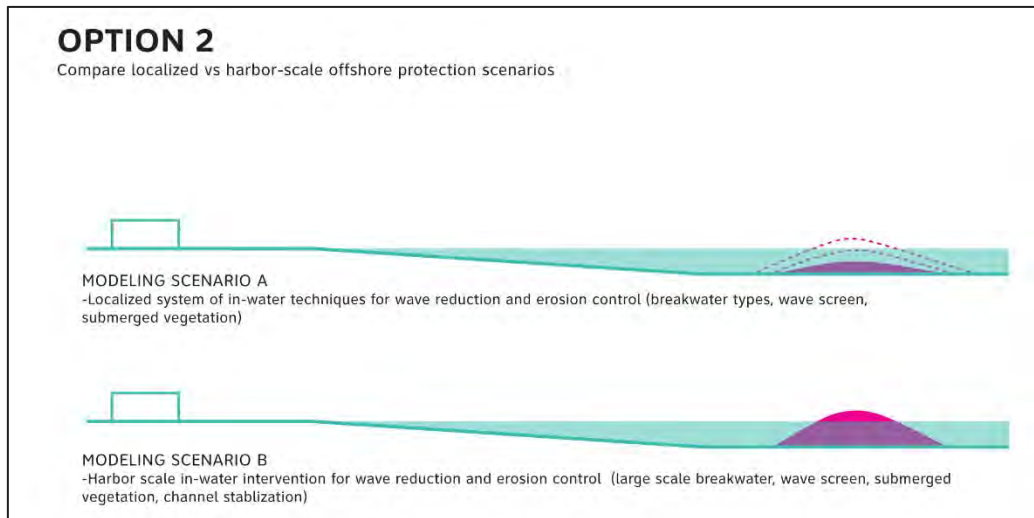 OPTION 2
Compare localized vs harbor-scale offshore protection scenarios
MODELING SCENARIO A
-Localized system of in-water techniques for wave reduction and erosion control (breakwater types, wave screen,
submerged vegetation)
MODELING SCENARIO B
-Harbor scale in-water intervention for wave reduction and erosion control (large scale breakwater, wave screen, submerged
vegetation, channel stablization)